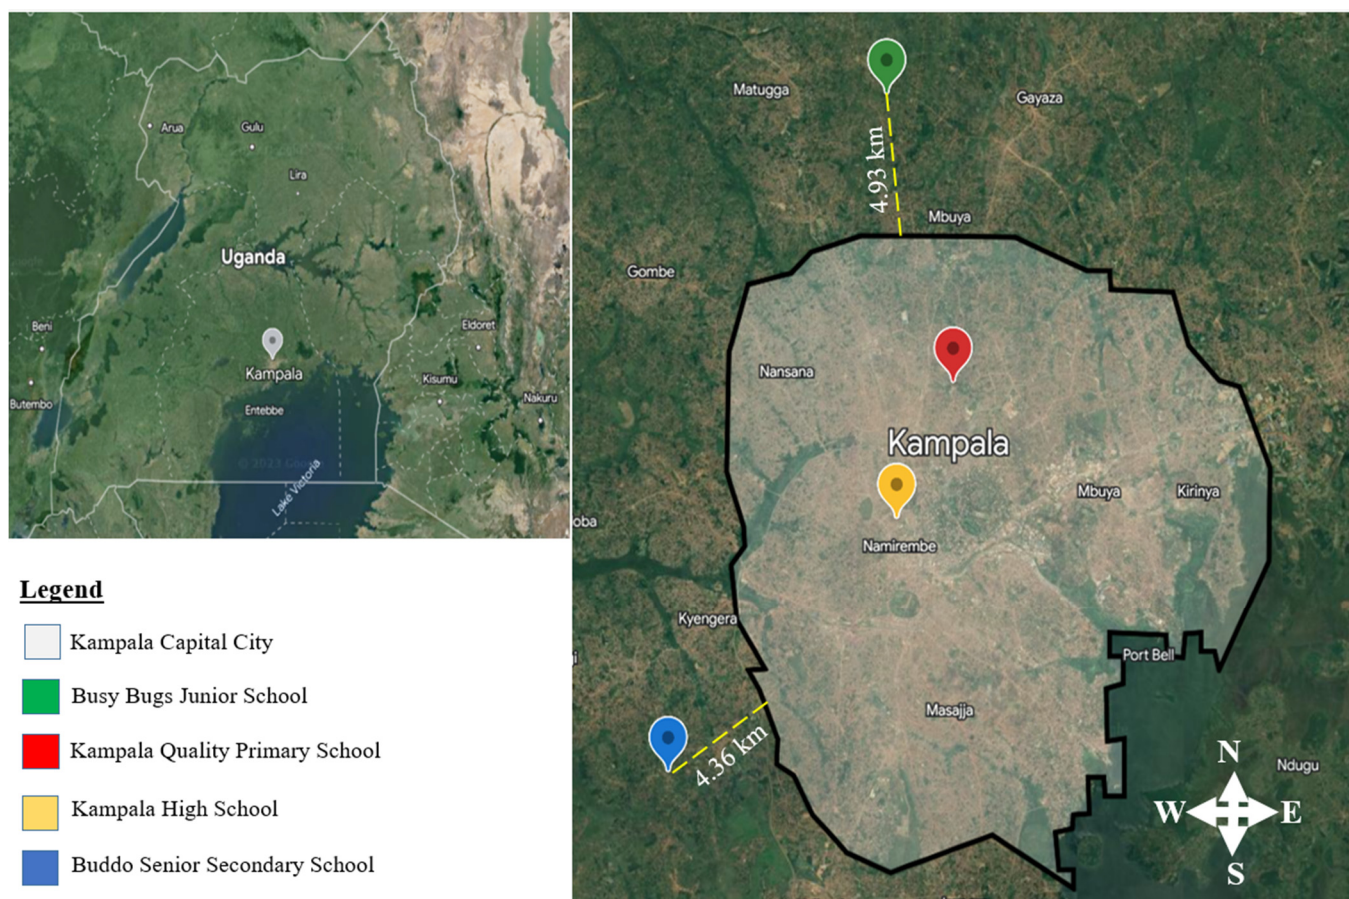 Arua
Gulu
Lira
Uganda
Beni
Eldoret
Kampala
Kisumu
Butembo
Entebbe
Nakuru
Lake Victoria
Legend
Kampala Capital City
Busy Bugs Junior School
Kampala Quality Primary School
Kampala High School
Buddo Senior Secondary School
Matugga
Gayaza
4.93 km
Mbuya
Gombe
Nansana
Kampala
Mbuya
Kirinya
oba
Namirembe
Kyengera
Port Bell
Masajja
4.36 km
Ndugu
N
W
E
S